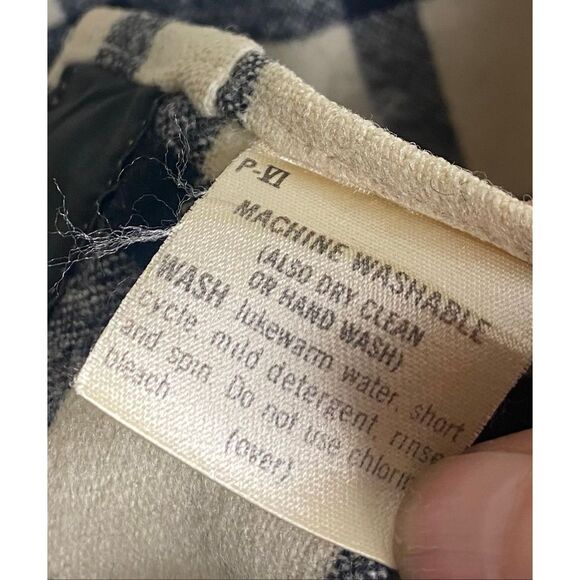 P-VI
MACHINE WASHABLE
(ALSO DRY CLEAN
OR HAND WASH)
WASH lukewarm water, short
cycle, mild detergent, rinse
and spin. Do not use chlorin
bleach
(over)